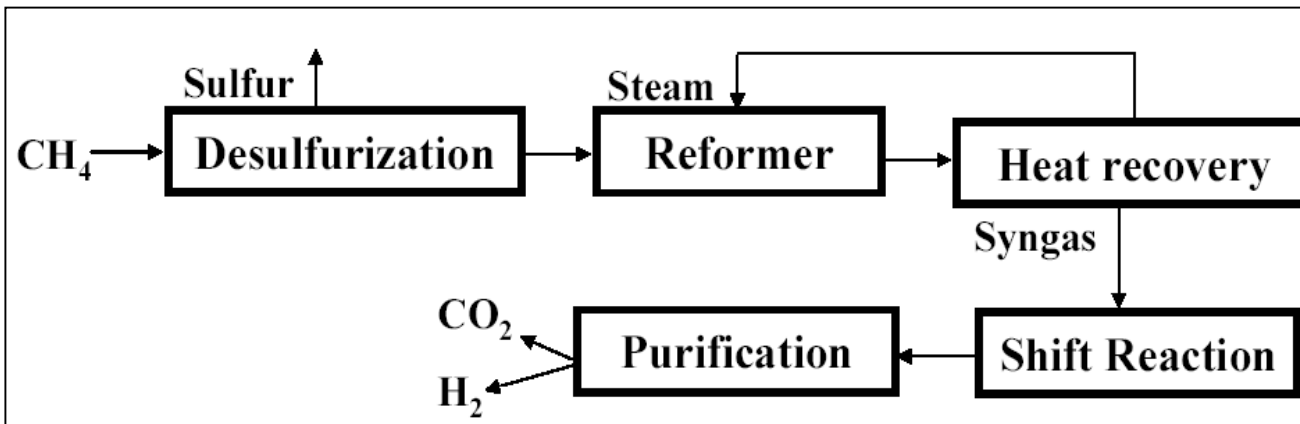 Sulfur
Steam
CH₄
Desulfurization
Reformer
Heat recovery
Syngas
CO₂
H₂
Purification
Shift Reaction